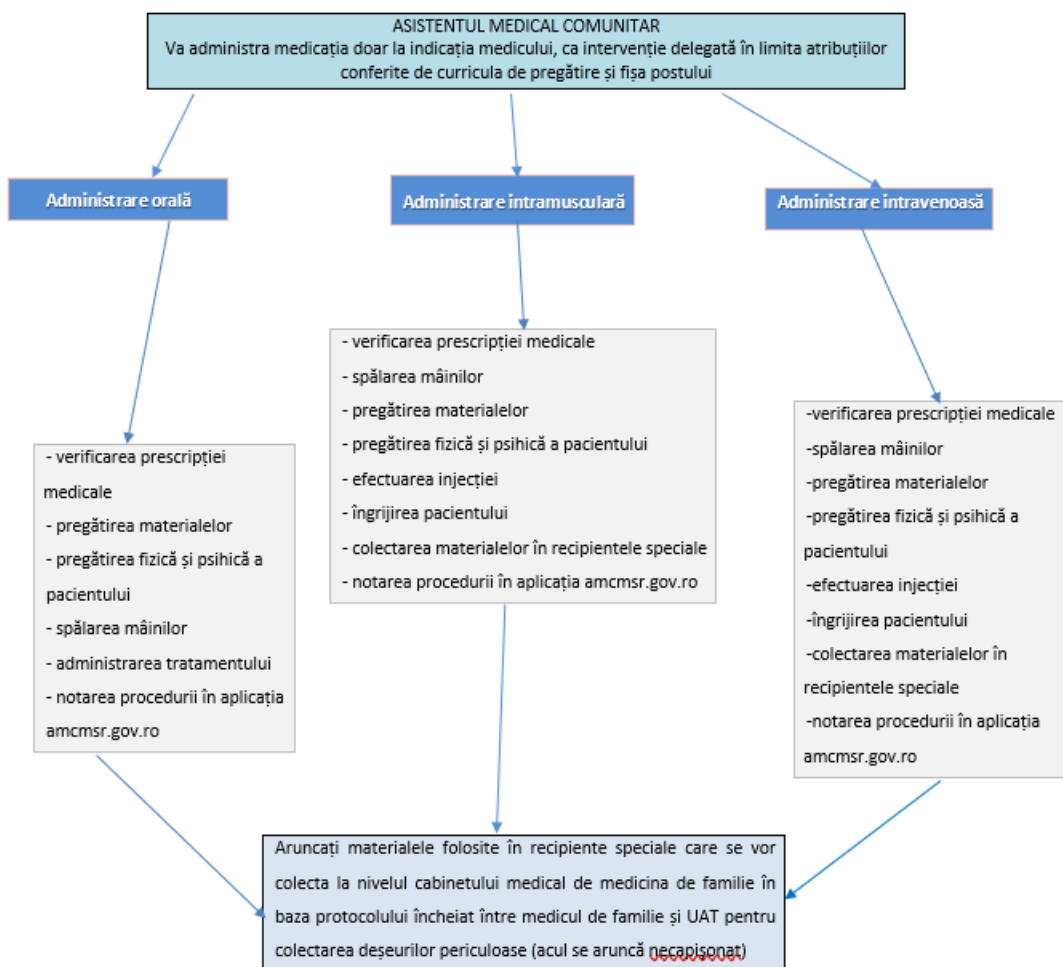 ASISTENTUL MEDICAL COMUNITAR
Va administra medicația doar la indicația medicului, ca intervenție delegată în limita atribuțiilor
conferite de curricula de pregătire și fișa postului
Administrare orală
Administrare intramusculară
Administrare intravenoasă
- verificarea prescripției
medicale
- pregătirea materialelor
- pregătirea fizică și psihică a
pacientului
- spălarea mâinilor
- administrarea tratamentului
- notarea procedurii în aplicația
amcmsr.gov.ro
- verificarea prescripției medicale
- spălarea mâinilor
- pregătirea materialelor
- pregătirea fizică și psihică a pacientului
- efectuarea injecției
- îngrijirea pacientului
- colectarea materialelor în recipientele speciale
- notarea procedurii în aplicația amcmsr.gov.ro
-verificarea prescripției medicale
-spălarea mâinilor
-pregătirea materialelor
-pregătirea fizică și psihică a
pacientului
-efectuarea injecției
-îngrijirea pacientului
-colectarea materialelor în
recipientele speciale
-notarea procedurii în aplicația
amcmsr.gov.ro
Aruncați materialele folosite în recipiente speciale care se vor
colecta la nivelul cabinetului medical de medicina de familie în
baza protocolului încheiat între medicul de familie și UAT pentru
colectarea deșeurilor periculoase (acul se aruncă necapișonat)